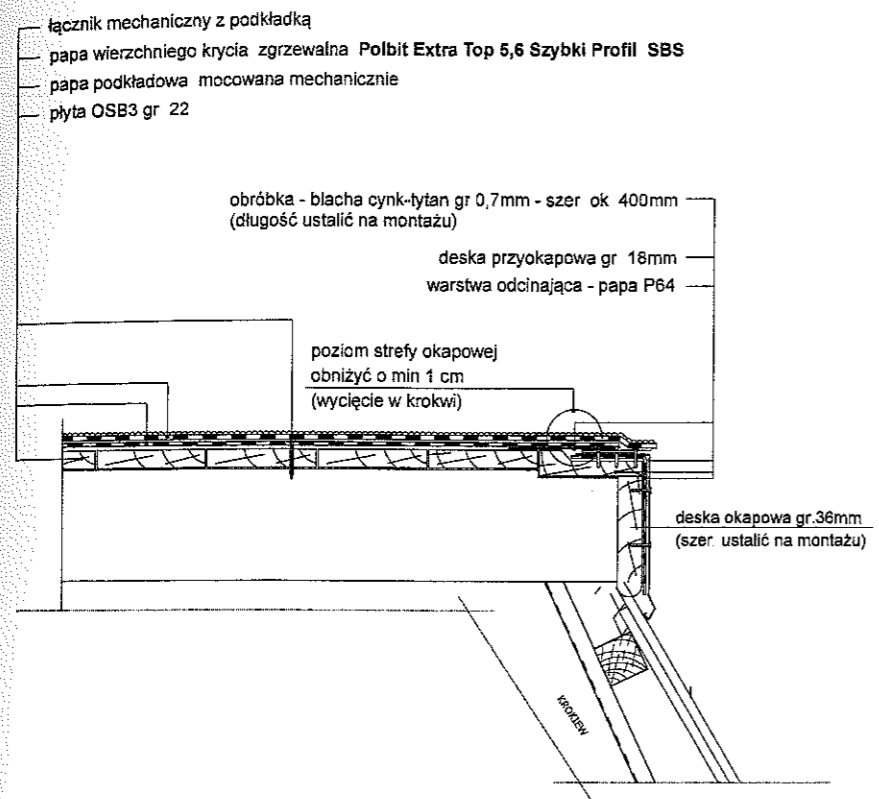 łącznik mechaniczny z podkładką
papa wierzchniego krycia zgrzewalna Polbit Extra Top 5,6 Szybki Profil SBS
papa podkładowa mocowana mechanicznie
płyta OSB3 gr 22
obróbka - blacha cynk-tytan gr 0,7mm - szer ok 400mm
(długość ustalić na montażu)
deska przyokapowa gr 18mm
warstwa odcinająca - papa P64
poziom strefy okapowej
obniżyć o min 1 cm
(wycięcie w krokwi)
deska okapowa gr.36mm
(szer. ustalić na montażu)
KROKIEW